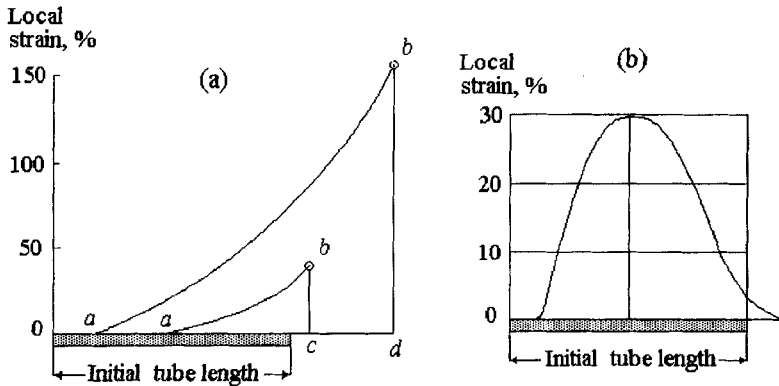 Local
strain, %
(a)
150
100
50
0
a
a
b
b
c
d
Initial tube length
Local
strain, %
(b)
30
20
10
0
Initial tube length